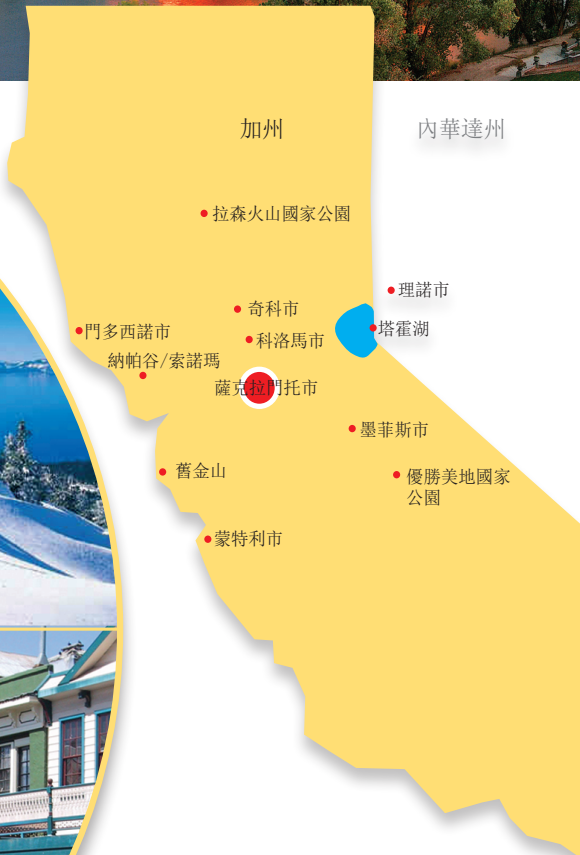 加州
內華達州
拉森火山國家公園
理諾市
奇科市
塔霍湖
門多西諾市
科洛馬市
納帕谷/索諾瑪
薩克拉門托市
墨菲斯市
舊金山
優勝美地國家
公園
蒙特利市